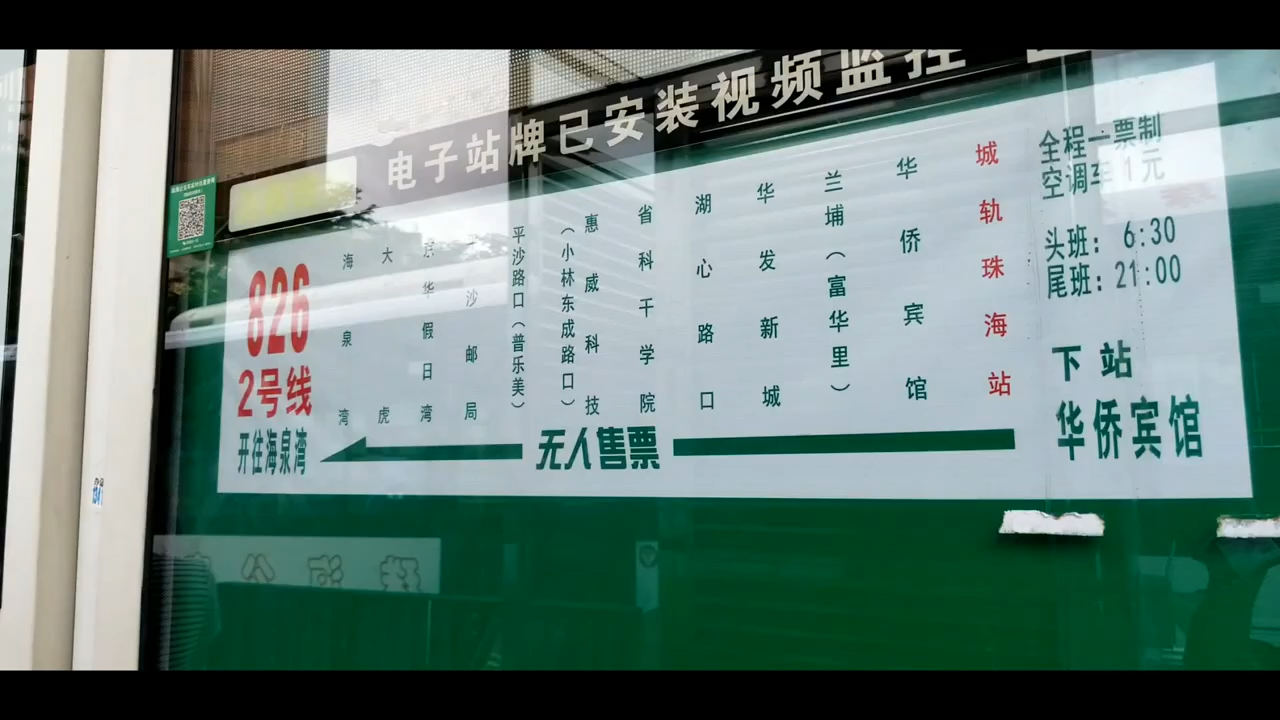 电子站牌已安装视频监控
826
2号线
开往海泉湾
海泉湾
大虎
京华假日湾
平沙邮局
平沙路口（普乐美）
惠威科技
（小林东成路口）
省科干学院
湖心路口
华发新城
兰埔（富华里）
华侨宾馆
城轨珠海站
无人售票
全程一票制
空调车1元
头班：6:30
尾班：21:00
下站
华侨宾馆